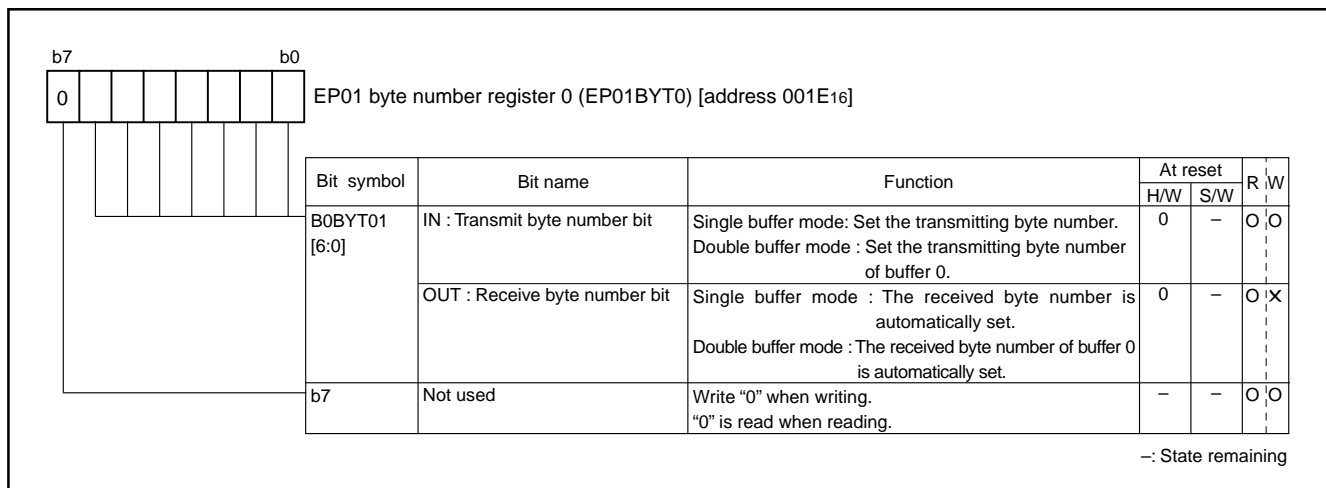 b7 b0
0 EP01 byte number register 0 (EP01BYT0) [address 001E16]
Bit symbol Bit name Function At reset R W
H/W S/W
B0BYT01 IN : Transmit byte number bit Single buffer mode: Set the transmitting byte number. 0 – O O
[6:0] Double buffer mode : Set the transmitting byte number
of buffer 0.
OUT : Receive byte number bit Single buffer mode : The received byte number is 0 – O ×
automatically set.
Double buffer mode : The received byte number of buffer 0
is automatically set.
b7 Not used Write “0” when writing. – – O O
“0” is read when reading.
–: State remaining